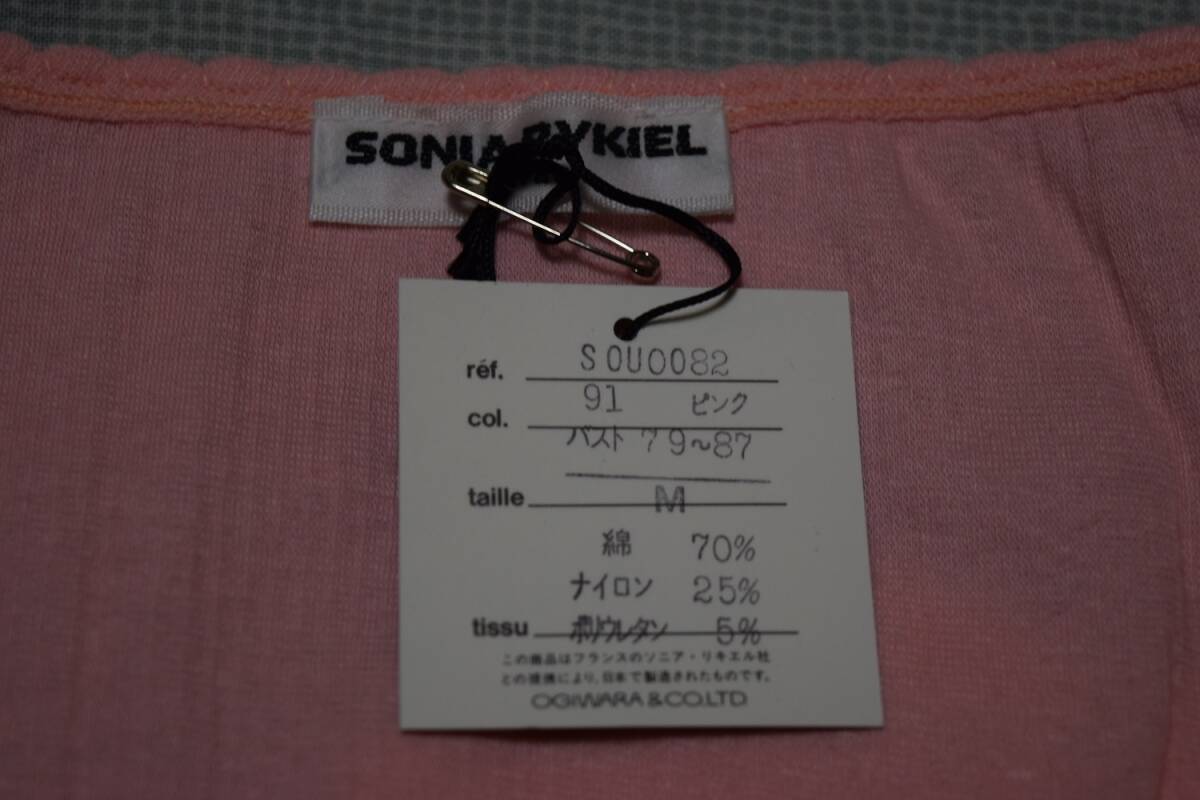 SONIA RYKIEL
réf. SOU0082
col. 91 ピンク
バスト 79~87
taille M
綿 70%
ナイロン 25%
tissu ポリウレタン 5%
この商品はフランスのソニア・リキエル社
との提携により、日本で製造されたものです。
OGIWARA & CO.LTD